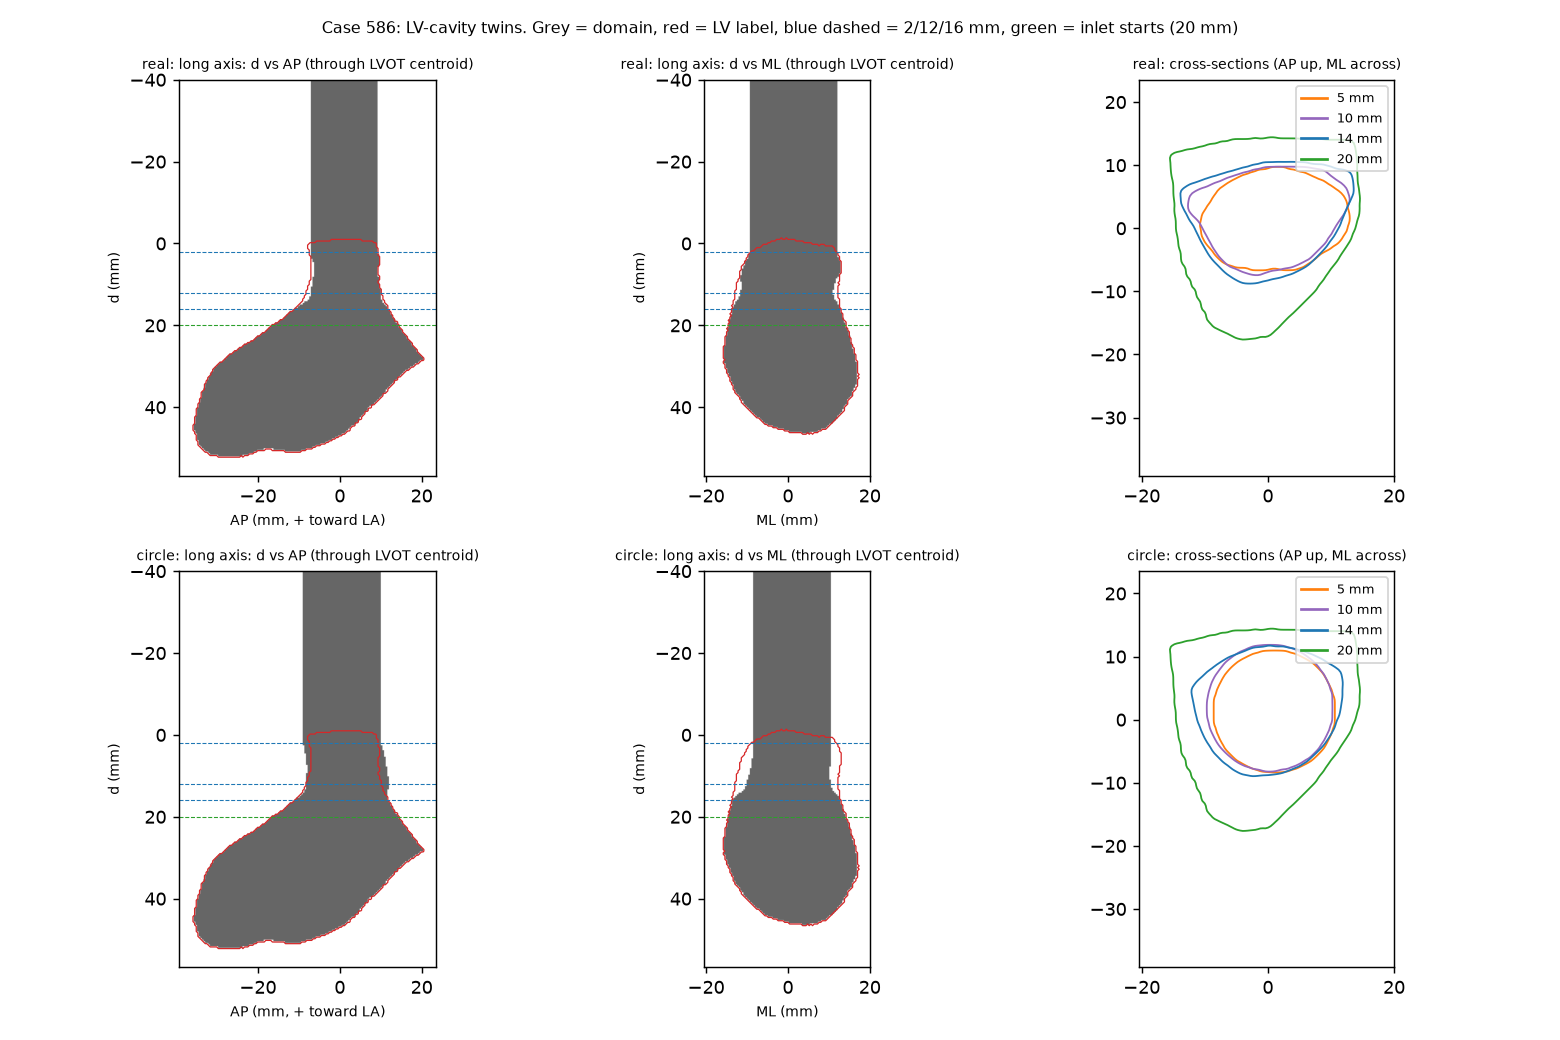 Case 586: LV-cavity twins. Grey = domain, red = LV label, blue dashed = 2/12/16 mm, green = inlet starts (20 mm)
real: long axis: d vs AP (through LVOT centroid)
−40
−20
0
20
40
d (mm)
−20 0 20
AP (mm, + toward LA)
real: long axis: d vs ML (through LVOT centroid)
−40
−20
0
20
40
d (mm)
−20 0 20
ML (mm)
real: cross-sections (AP up, ML across)
20
10
0
−10
−20
−30
−20 0 20
5 mm
10 mm
14 mm
20 mm
circle: long axis: d vs AP (through LVOT centroid)
−40
−20
0
20
40
d (mm)
−20 0 20
AP (mm, + toward LA)
circle: long axis: d vs ML (through LVOT centroid)
−40
−20
0
20
40
d (mm)
−20 0 20
ML (mm)
circle: cross-sections (AP up, ML across)
20
10
0
−10
−20
−30
−20 0 20
5 mm
10 mm
14 mm
20 mm